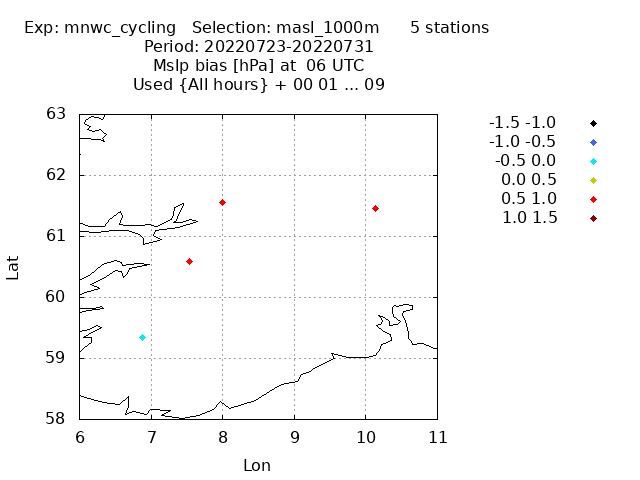 Exp: mnwc_cycling   Selection: masl_1000m      5 stations
Period: 20220723-20220731
Mslp bias [hPa] at  06 UTC
Used {All hours} + 00 01 ... 09
-1.5 -1.0
-1.0 -0.5
-0.5 0.0
0.0 0.5
0.5 1.0
1.0 1.5
63
62
61
60
59
58
Lat
6 7 8 9 10 11
Lon